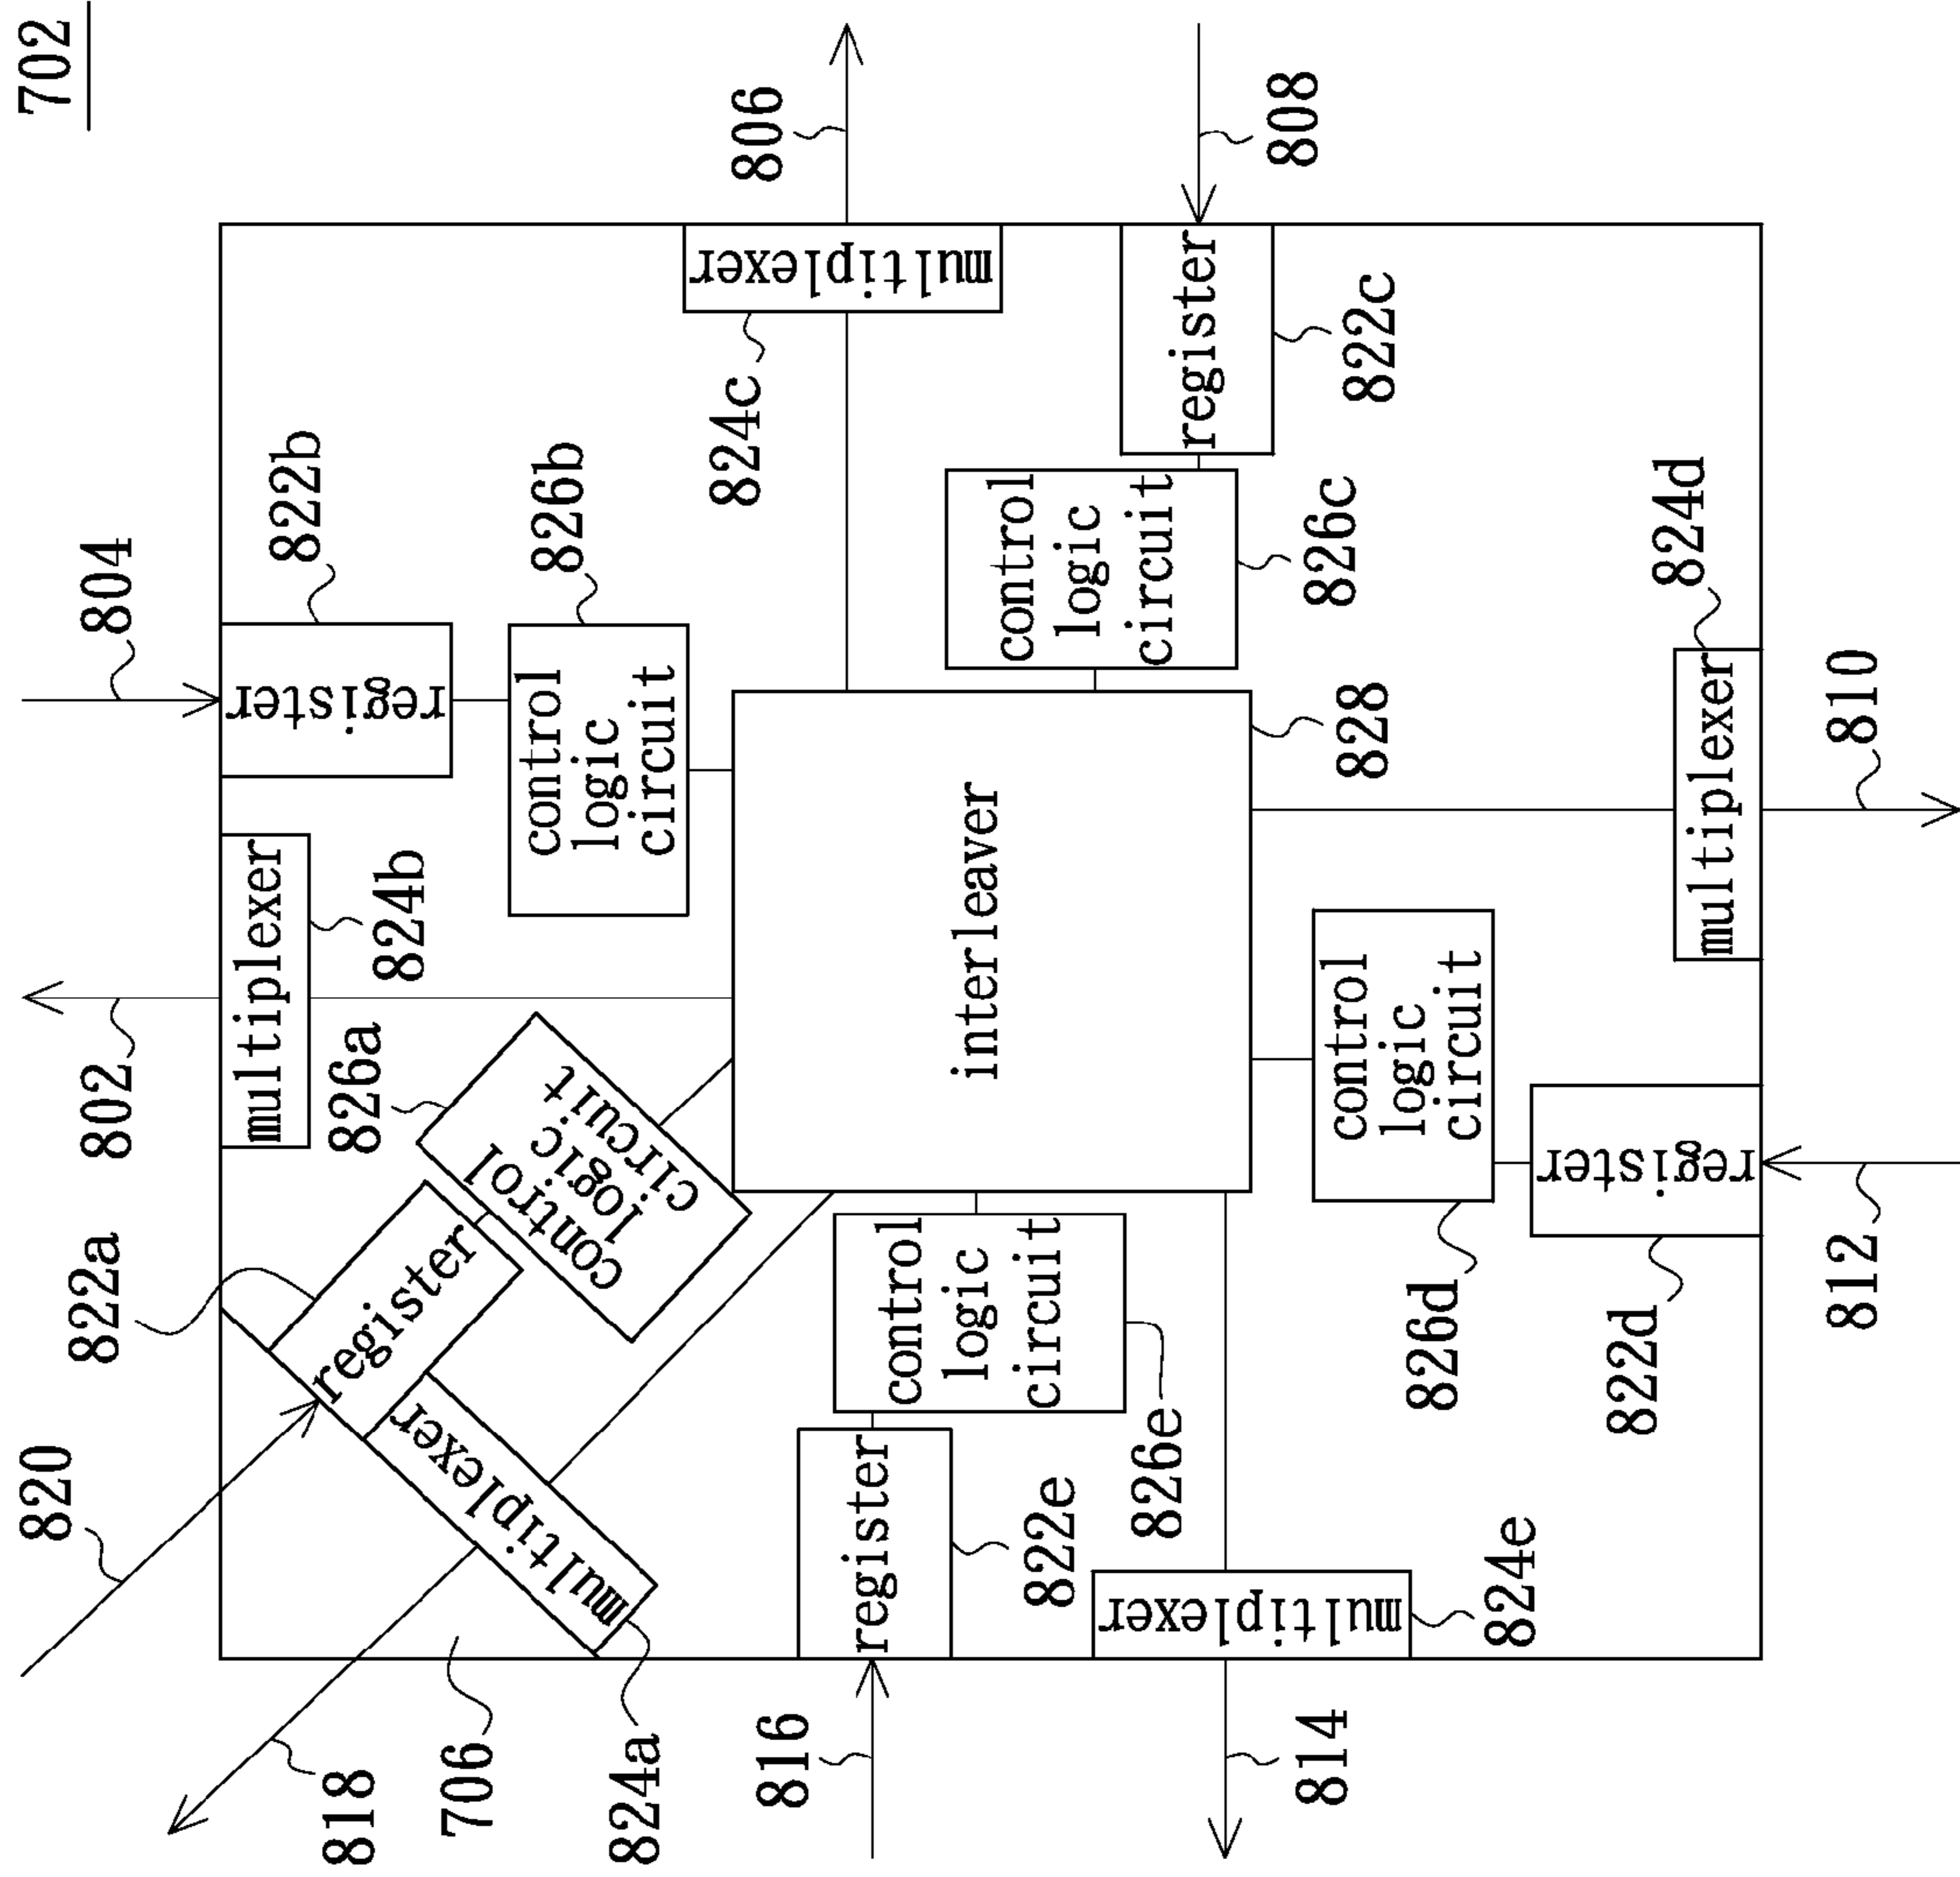 820
702
822a
802
804
register
multiplexer
register
822b
818
706
multiplexer
824a
826a
824b
control
logic
circuit
control
logic
circuit
826b
816
register
822e
control
logic
circuit
826e
interleaver
multiplexer
824c
806
814
multiplexer
824e
control
logic
circuit
826c
register
822c
808
828
control
logic
circuit
826d
register
822d
multiplexer
824d
812
810